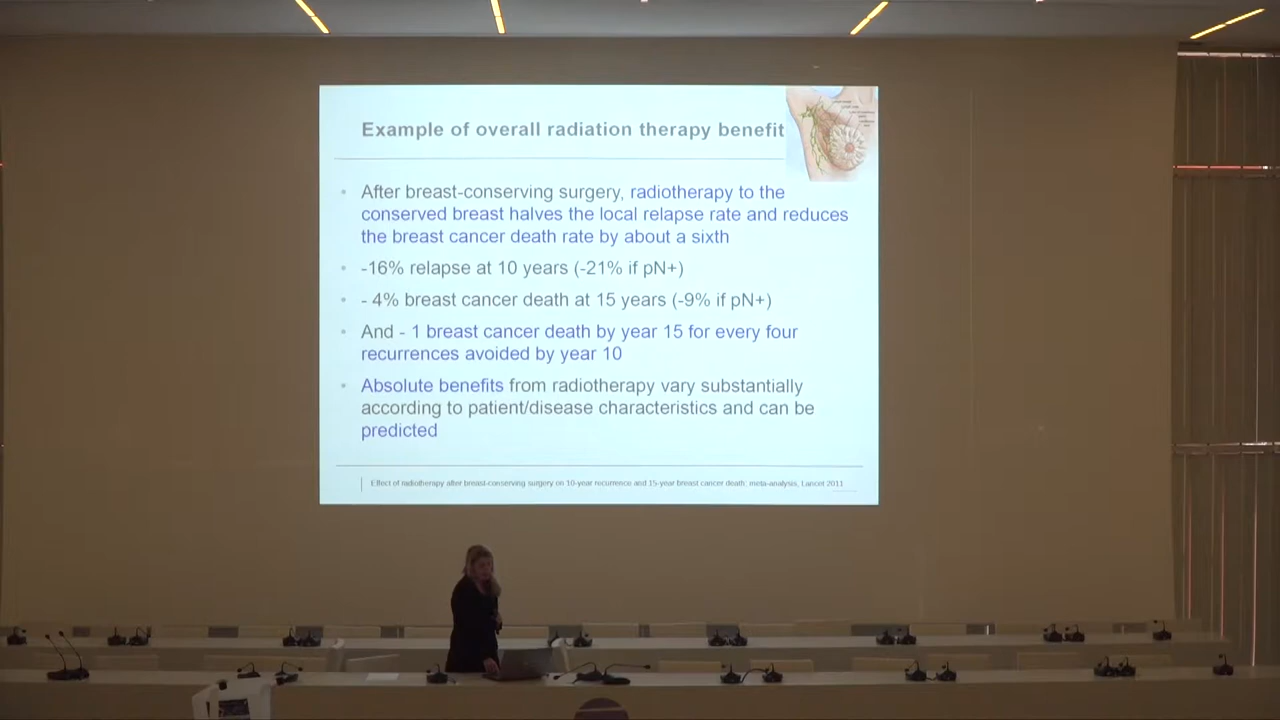 Example of overall radiation therapy benefit
• After breast-conserving surgery, radiotherapy to the
conserved breast halves the local relapse rate and reduces
the breast cancer death rate by about a sixth
• -16% relapse at 10 years (-21% if pN+)
• - 4% breast cancer death at 15 years (-9% if pN+)
• And - 1 breast cancer death by year 15 for every four
recurrences avoided by year 10
• Absolute benefits from radiotherapy vary substantially
according to patient/disease characteristics and can be
predicted
Effect of radiotherapy after breast-conserving surgery on 10-year recurrence and 15-year breast cancer death: meta-analysis, Lancet 2011